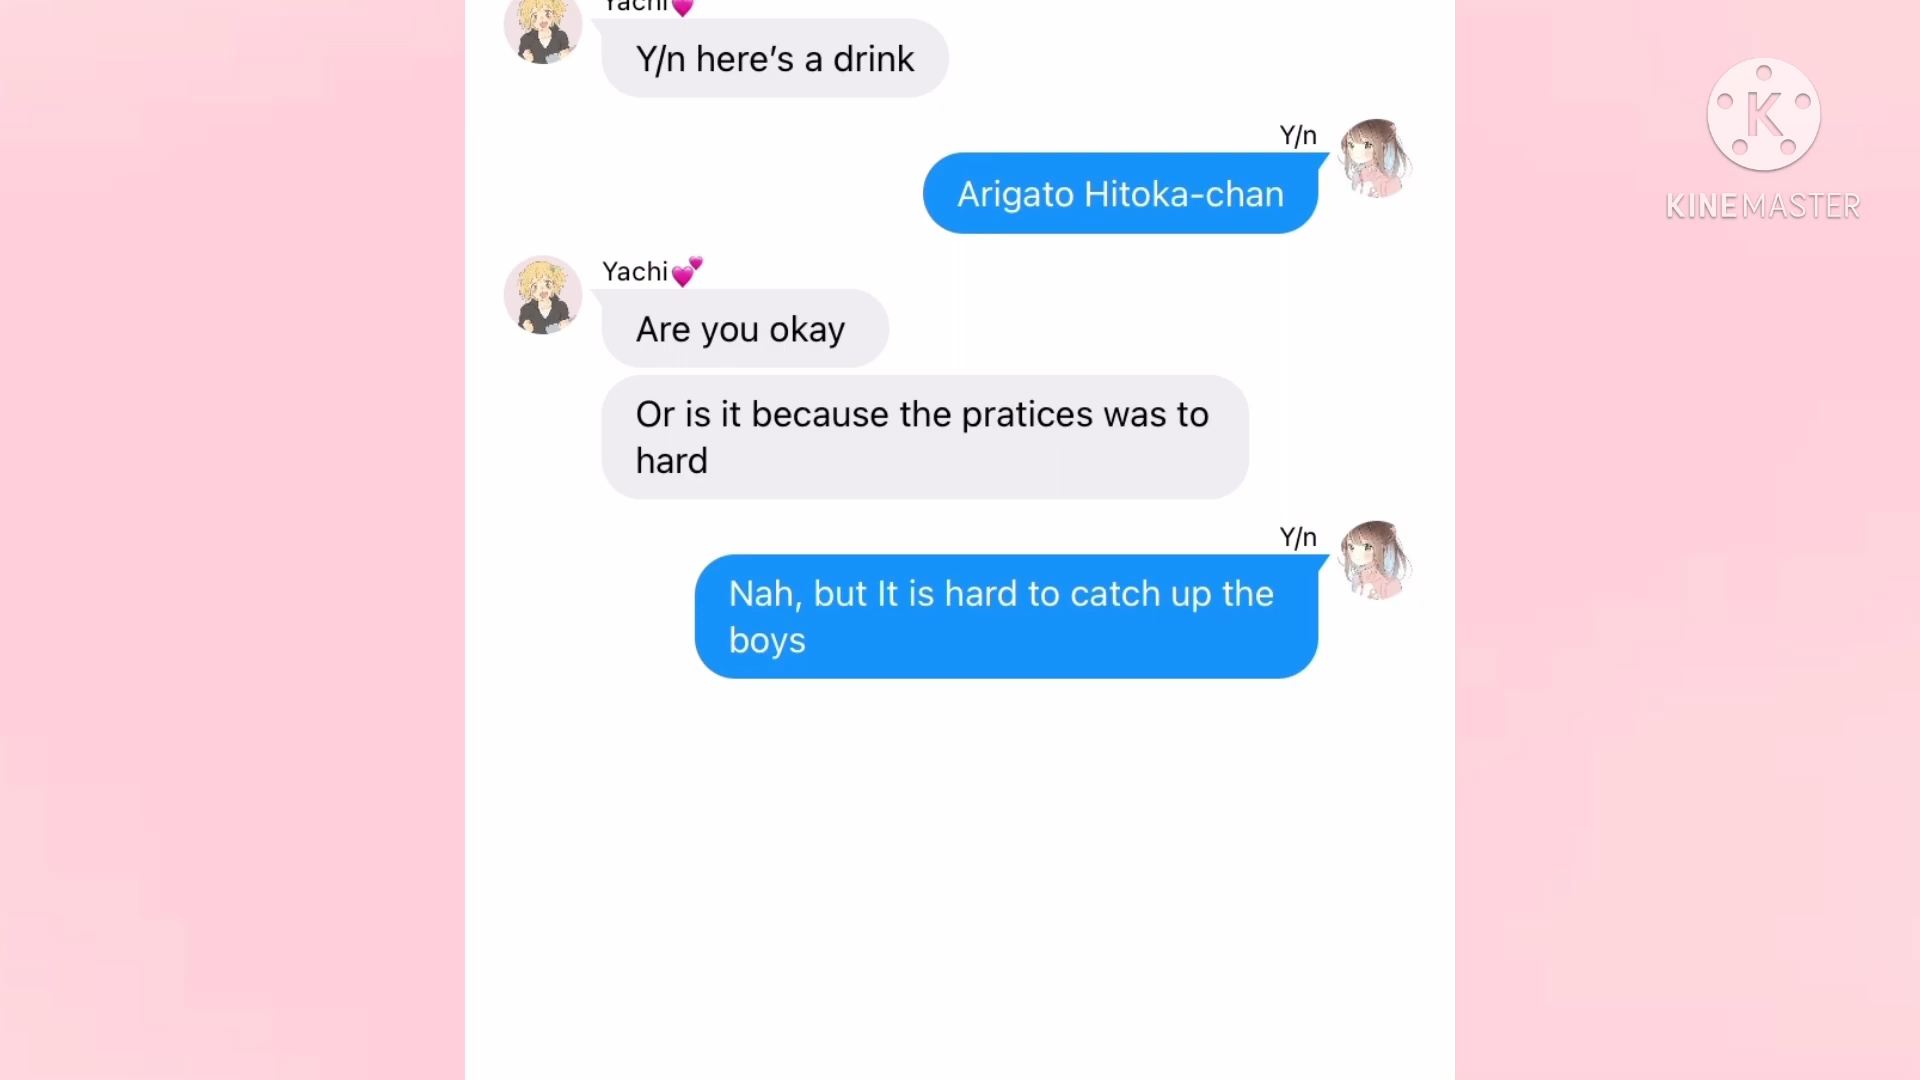 Yachi💕
Y/n here’s a drink
Y/n
Arigato Hitoka-chan
Yachi💕
Are you okay
Or is it because the pratices was to
hard
Y/n
Nah, but It is hard to catch up the
boys
K
KINEMASTER